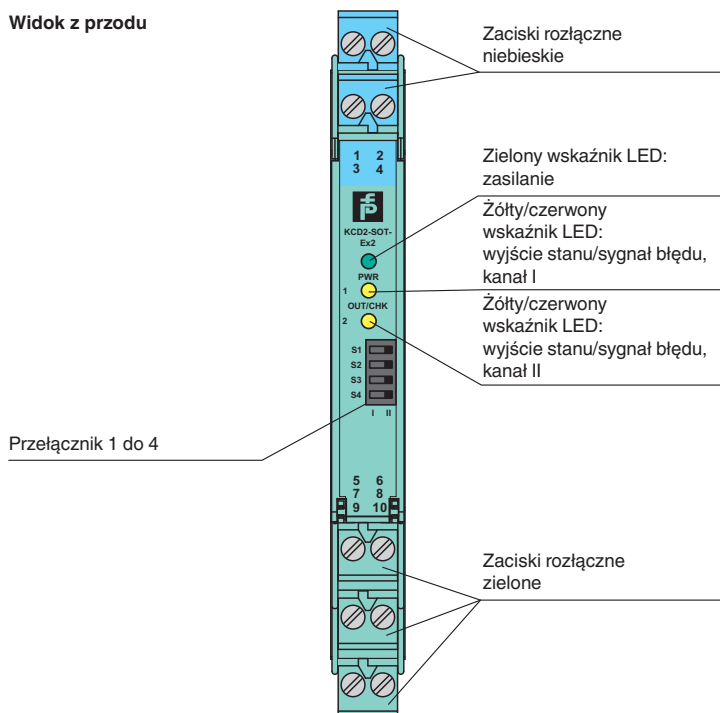 Widok z przodu
Zaciski rozłączne
niebieskie
1 2
3 4
Zielony wskaźnik LED:
zasilanie
KCD2-SOT-
Ex2
PWR
Żółty/czerwony
wskaźnik LED:
wyjście stanu/sygnał błędu,
kanał I
1
OUT/CHK
2
Żółty/czerwony
wskaźnik LED:
wyjście stanu/sygnał błędu,
kanał II
S1
S2
S3
S4
I II
Przełącznik 1 do 4
5 6
7 8
9 10
Zaciski rozłączne
zielone